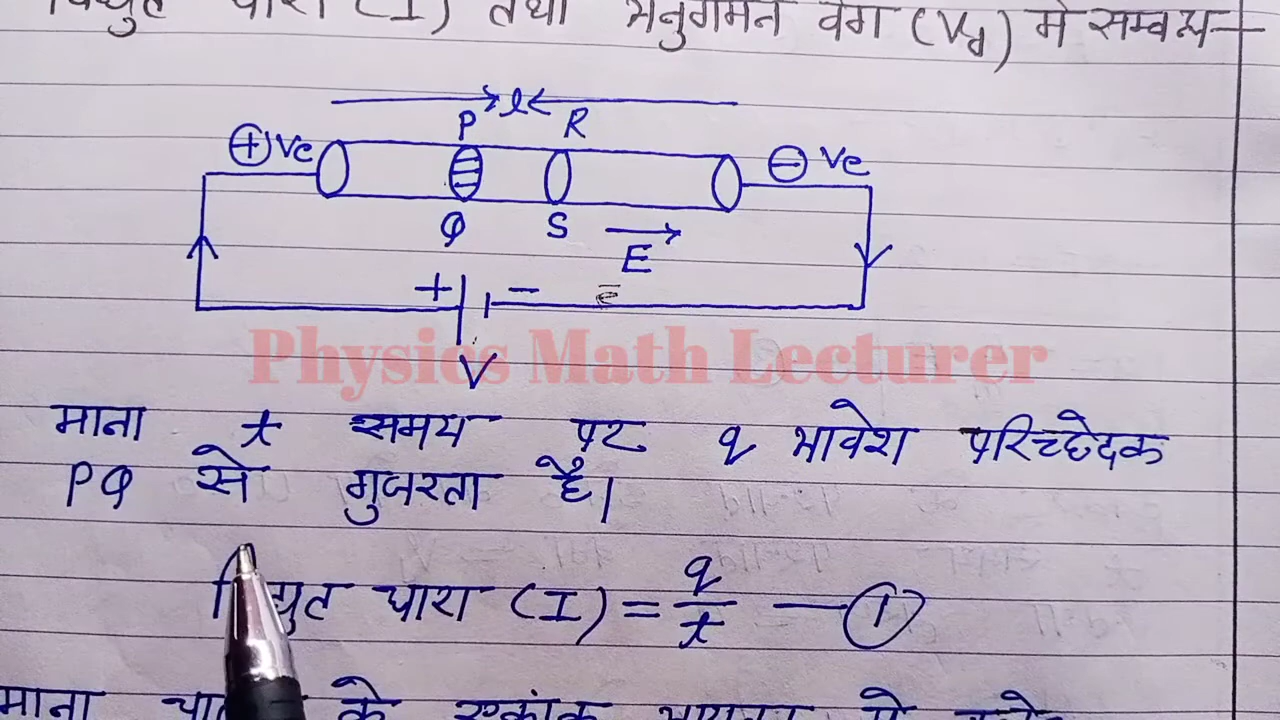 विद्युत धारा (I) तथा अनुगमन वेग (Vd) में सम्बन्ध
l
P R
⊕ve ⊖ve
Q S
E
+ − e
V
Physics Math Lecturer
माना t समय पर q आवेश परिच्छेदक
PQ से गुजरता है।
विद्युत धारा (I) = q/t — ①
माना के एकांक आयतन में